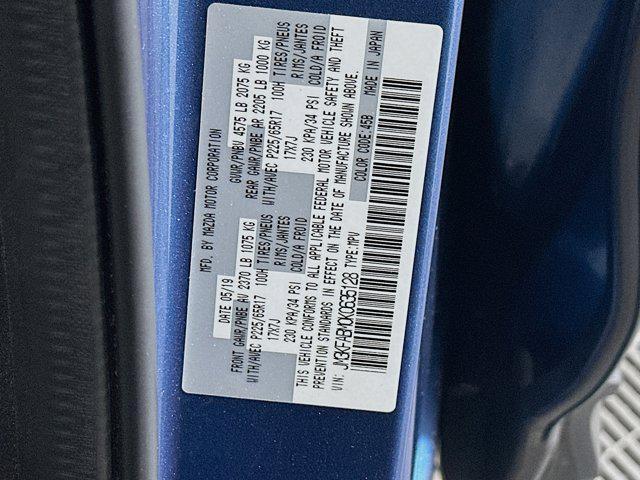 MFD. BY MAZDA MOTOR CORPORATION
DATE 05/19 GVWR/PNBV 4575 LB 2075 KG
FRONT GAWR/PNBE AV 2370 LB 1075 KG REAR GAWR/PNBE AR 2205 LB 1000 KG
WITH/AVEC P225/65R17 100H TIRES/PNEUS WITH/AVEC P225/65R17 100H TIRES/PNEUS
17X7J RIMS/JANTES 17X7J RIMS/JANTES
230 KPA/34 PSI COLD/A FROID 230 KPA/34 PSI COLD/A FROID
THIS VEHICLE CONFORMS TO ALL APPLICABLE FEDERAL MOTOR VEHICLE SAFETY AND THEFT
PREVENTION STANDARDS IN EFFECT ON THE DATE OF MANUFACTURE SHOWN ABOVE.
VIN: JM3KFABM0K0635128 TYPE:MPV COLOR CODE:45B MADE IN JAPAN